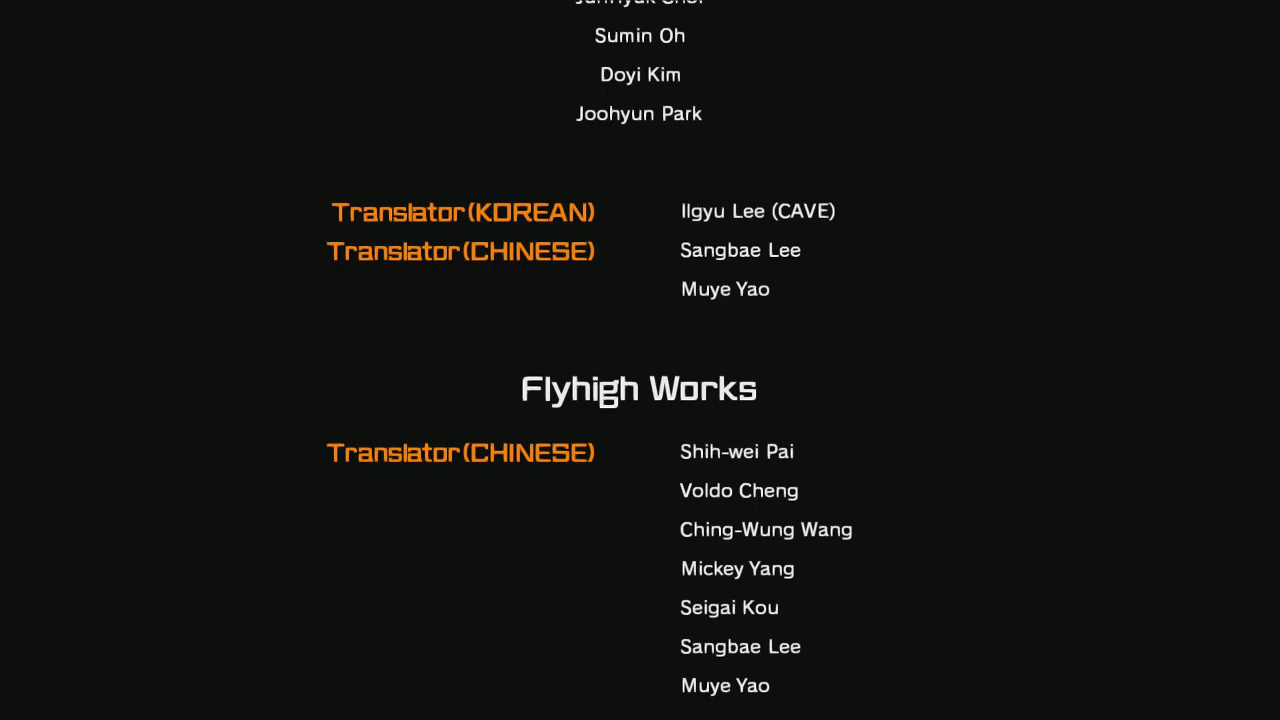 Sumin Oh
Doyi Kim
Joohyun Park
Translator(KOREAN) Ilgyu Lee (CAVE)
Translator(CHINESE) Sangbae Lee
Muye Yao
Flyhigh Works
Translator(CHINESE) Shih-wei Pai
Voldo Cheng
Ching-Wung Wang
Mickey Yang
Seigai Kou
Sangbae Lee
Muye Yao